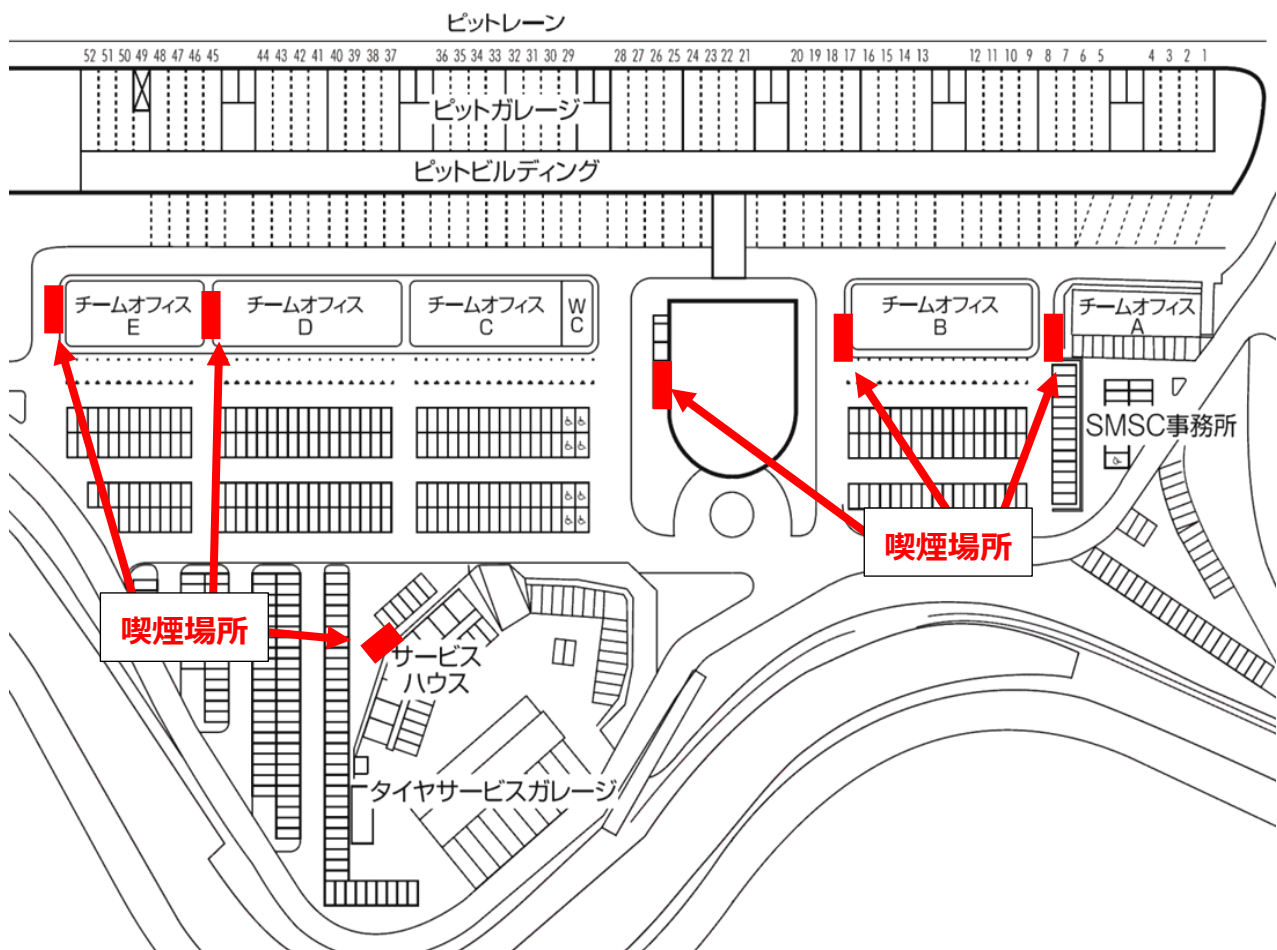 ピットレーン
52 51 50 49 48 47 46 45 44 43 42 41 40 39 38 37 36 35 34 33 32 31 30 29 28 27 26 25 24 23 22 21 20 19 18 17 16 15 14 13 12 11 10 9 8 7 6 5 4 3 2 1
ピットガレージ
ピットビルディング
チームオフィス
E
チームオフィス
D
チームオフィス
C
W
C
チームオフィス
B
チームオフィス
A
SMSC事務所
喫煙場所
喫煙場所
サービス
ハウス
タイヤサービスガレージ